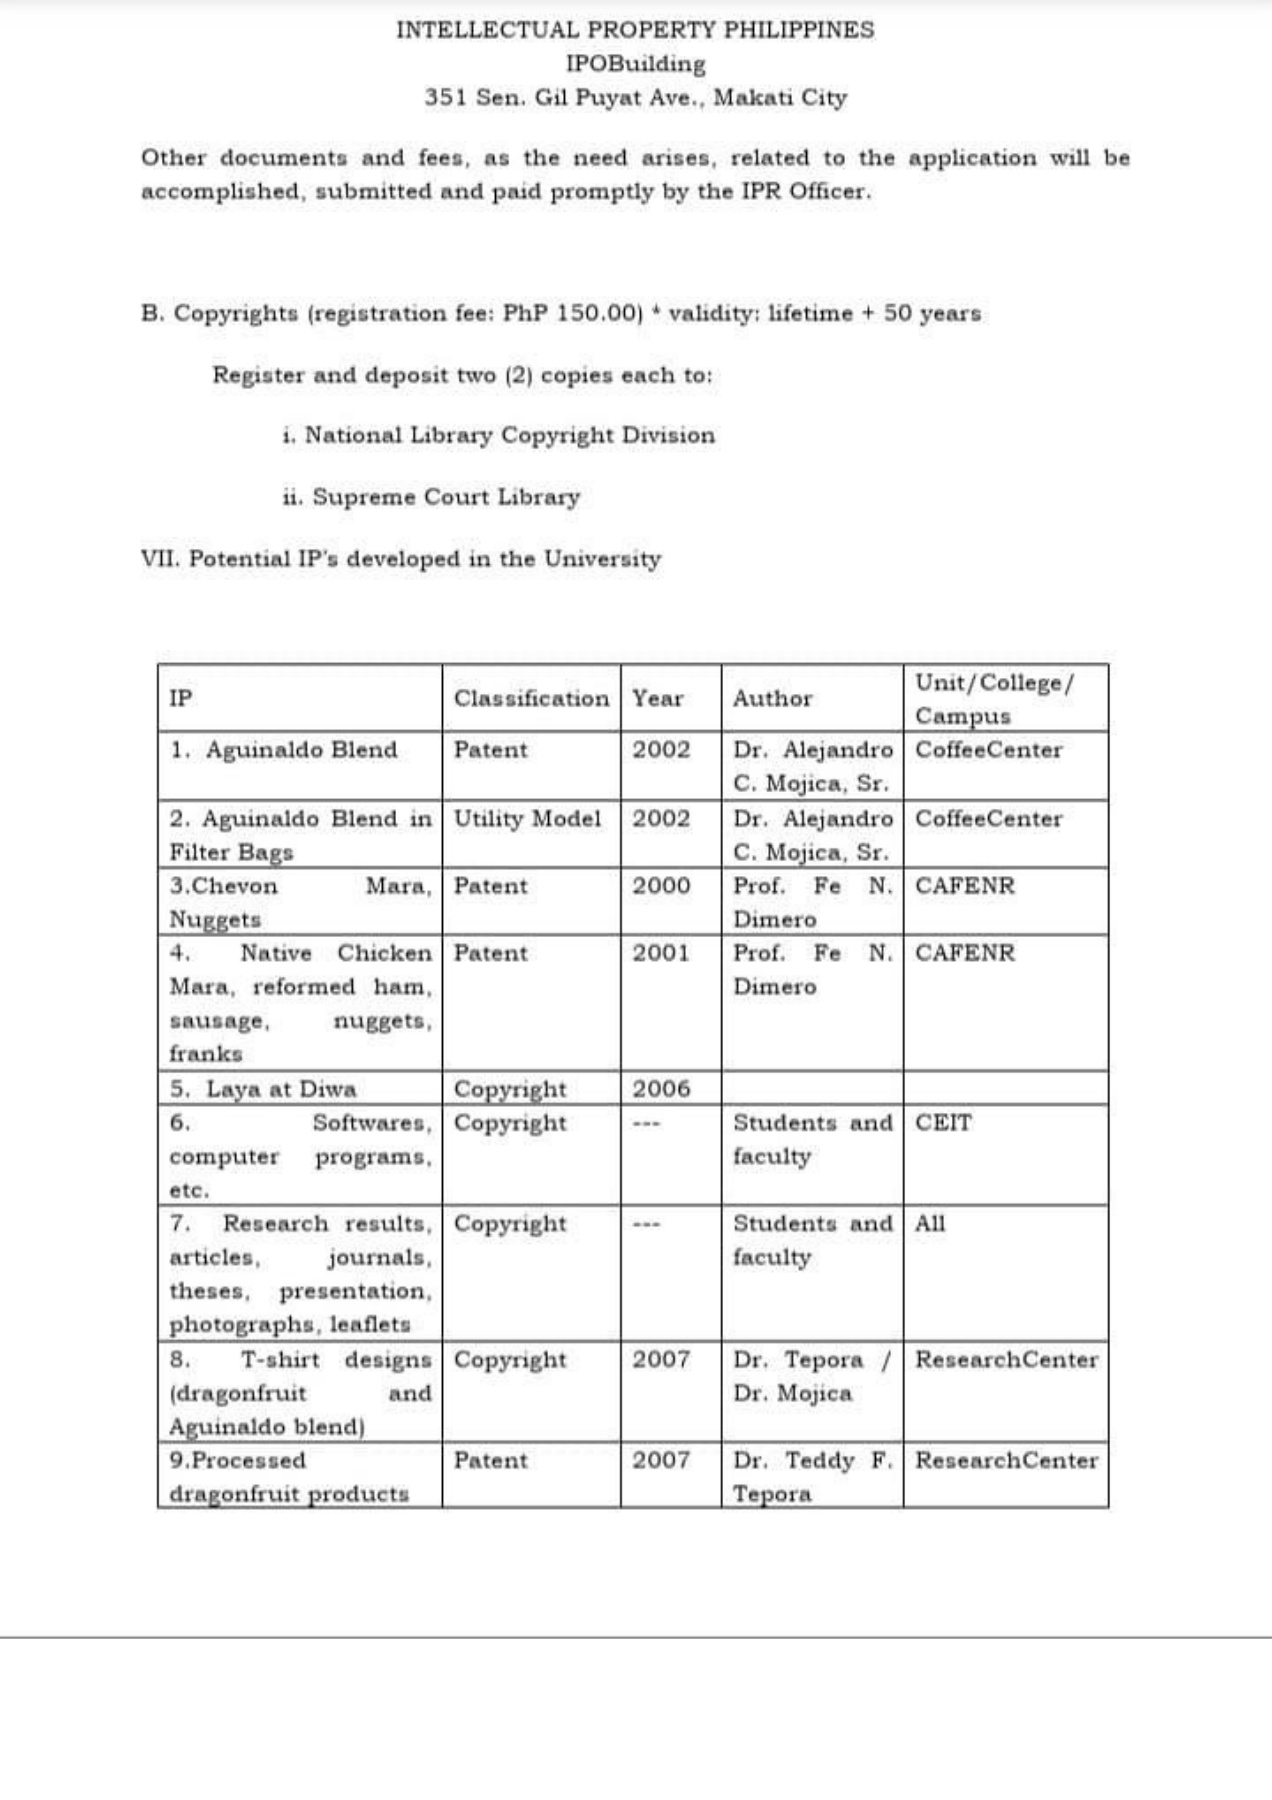 INTELLECTUAL PROPERTY PHILIPPINES
IPOBuilding
351 Sen. Gil Puyat Ave., Makati City
Other documents and fees, as the need arises, related to the application will be
accomplished, submitted and paid promptly by the IPR Officer.
B. Copyrights (registration fee: PhP 150.00) * validity: lifetime + 50 years
Register and deposit two (2) copies each to:
i. National Library Copyright Division
ii. Supreme Court Library
VII. Potential IP's developed in the University
IP Classification Year Author Unit/College/
Campus
1. Aguinaldo Blend Patent 2002 Dr. Alejandro CoffeeCenter
C. Mojica, Sr.
2. Aguinaldo Blend in Utility Model 2002 Dr. Alejandro CoffeeCenter
Filter Bags C. Mojica, Sr.
3.Chevon Mara, Patent 2000 Prof. Fe N. CAFENR
Nuggets Dimero
4. Native Chicken Patent 2001 Prof. Fe N. CAFENR
Mara, reformed ham, Dimero
sausage, nuggets,
franks
5. Laya at Diwa Copyright 2006
6. Softwares, Copyright --- Students and CEIT
computer programs, faculty
etc.
7. Research results, Copyright --- Students and All
articles, journals, faculty
theses, presentation,
photographs, leaflets
8. T-shirt designs Copyright 2007 Dr. Tepora / ResearchCenter
(dragonfruit and Dr. Mojica
Aguinaldo blend)
9.Processed Patent 2007 Dr. Teddy F. ResearchCenter
dragonfruit products Tepora